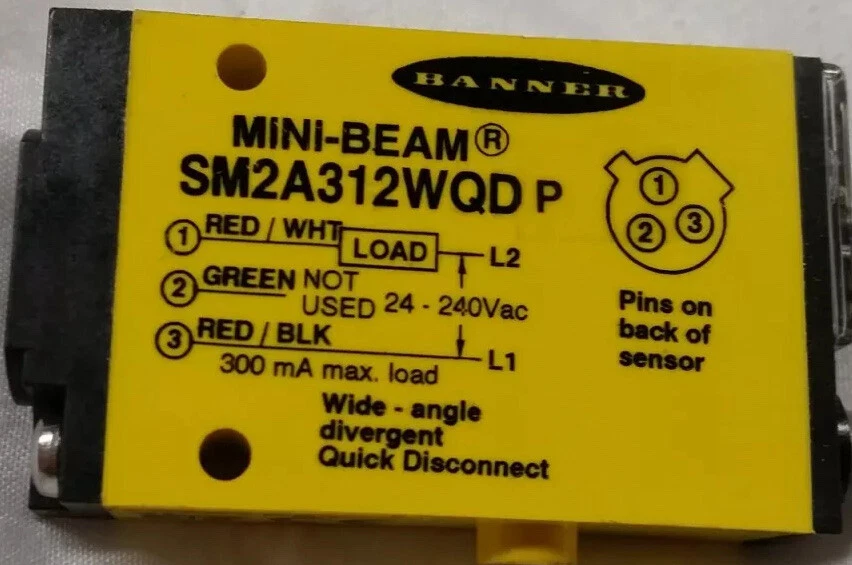 BANNER
MINI-BEAM®
SM2A312WQD P
1 RED / WHT LOAD L2
2 GREEN NOT
USED 24 - 240Vac
3 RED / BLK L1
300 mA max. load
Wide - angle
divergent
Quick Disconnect
1
2 3
Pins on
back of
sensor